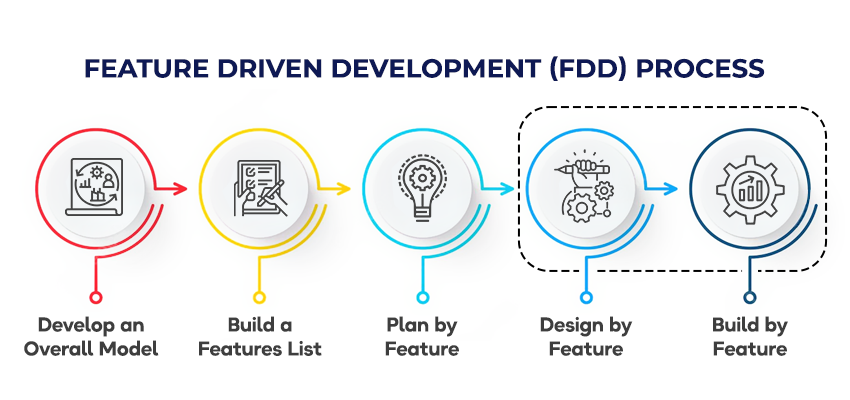 FEATURE DRIVEN DEVELOPMENT (FDD) PROCESS
Develop an
Overall Model
Build a
Features List
Plan by
Feature
Design by
Feature
Build by
Feature